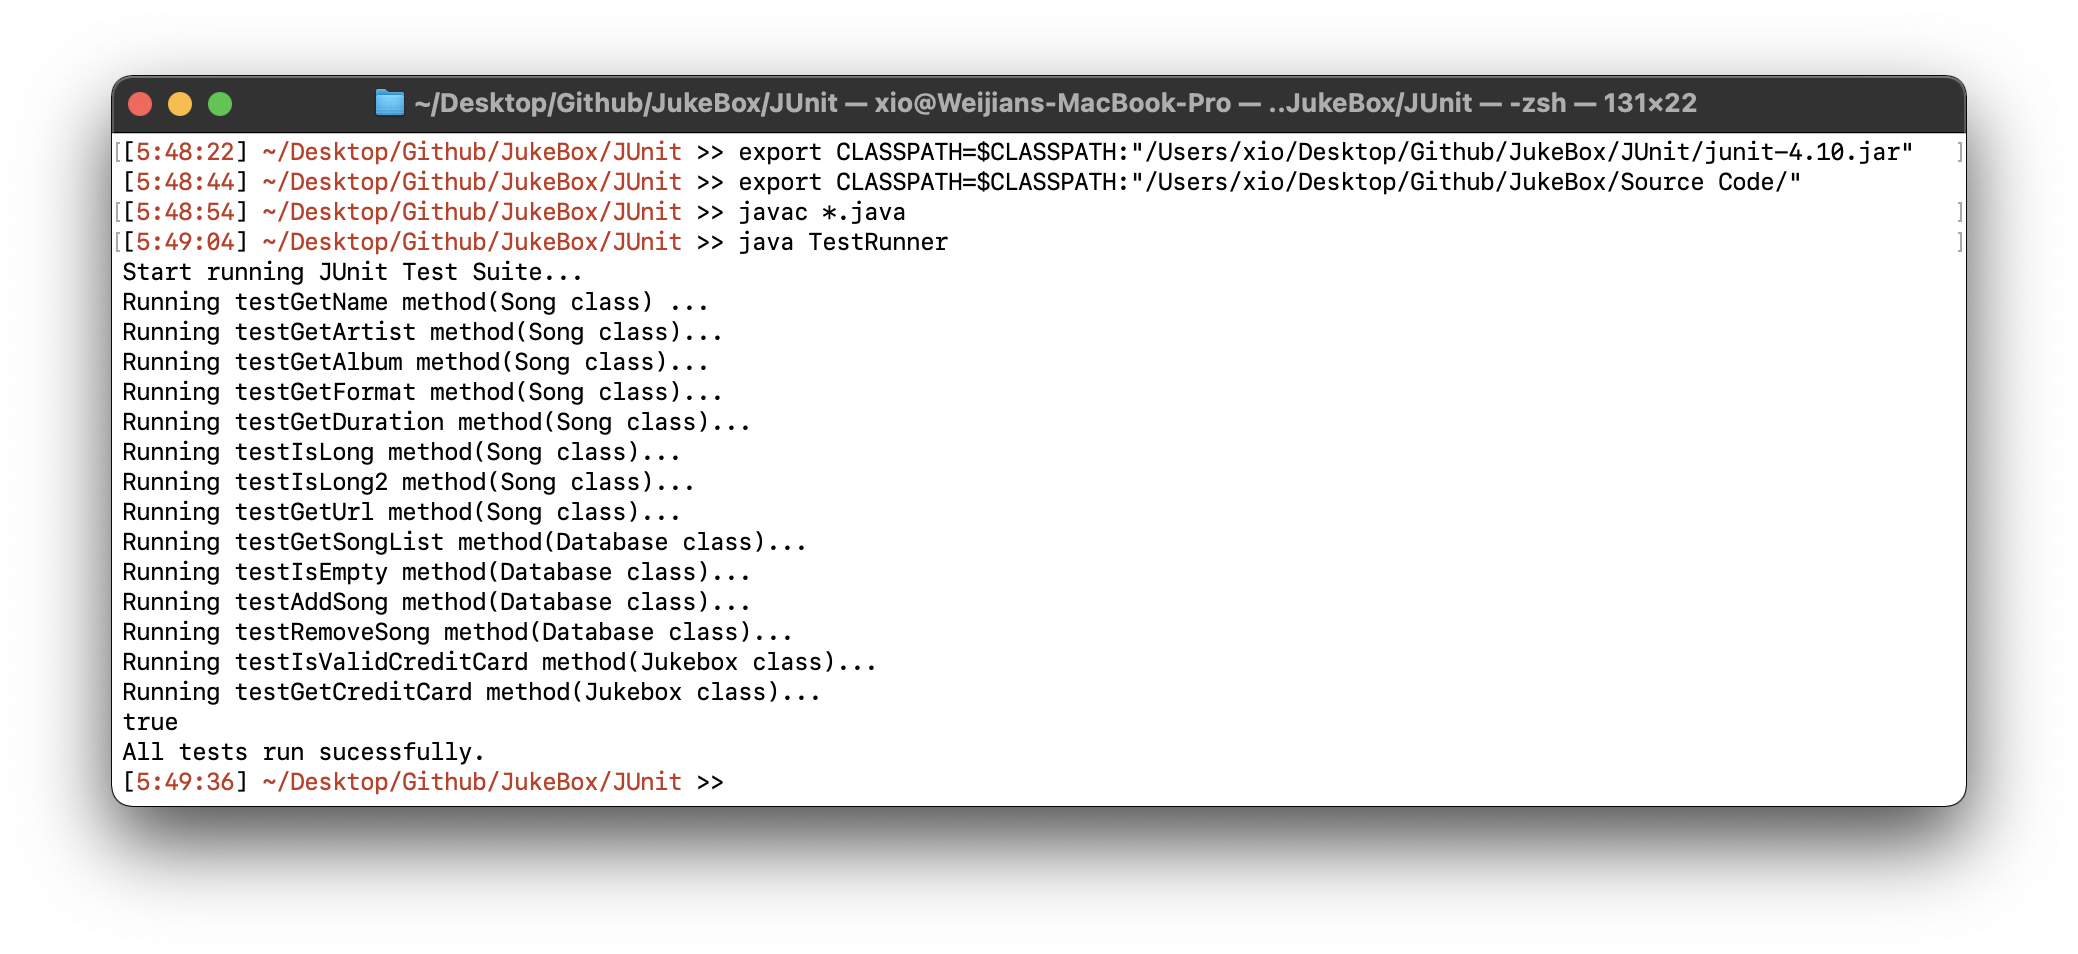 ~/Desktop/Github/JukeBox/JUnit — xio@Weijians-MacBook-Pro — ..JukeBox/JUnit — -zsh — 131×22
[[5:48:22] ~/Desktop/Github/JukeBox/JUnit >> export CLASSPATH=$CLASSPATH:"/Users/xio/Desktop/Github/JukeBox/JUnit/junit-4.10.jar" ]
[5:48:44] ~/Desktop/Github/JukeBox/JUnit >> export CLASSPATH=$CLASSPATH:"/Users/xio/Desktop/Github/JukeBox/Source Code/"
[[5:48:54] ~/Desktop/Github/JukeBox/JUnit >> javac *.java ]
[[5:49:04] ~/Desktop/Github/JukeBox/JUnit >> java TestRunner ]
Start running JUnit Test Suite...
Running testGetName method(Song class) ...
Running testGetArtist method(Song class)...
Running testGetAlbum method(Song class)...
Running testGetFormat method(Song class)...
Running testGetDuration method(Song class)...
Running testIsLong method(Song class)...
Running testIsLong2 method(Song class)...
Running testGetUrl method(Song class)...
Running testGetSongList method(Database class)...
Running testIsEmpty method(Database class)...
Running testAddSong method(Database class)...
Running testRemoveSong method(Database class)...
Running testIsValidCreditCard method(Jukebox class)...
Running testGetCreditCard method(Jukebox class)...
true
All tests run sucessfully.
[5:49:36] ~/Desktop/Github/JukeBox/JUnit >>